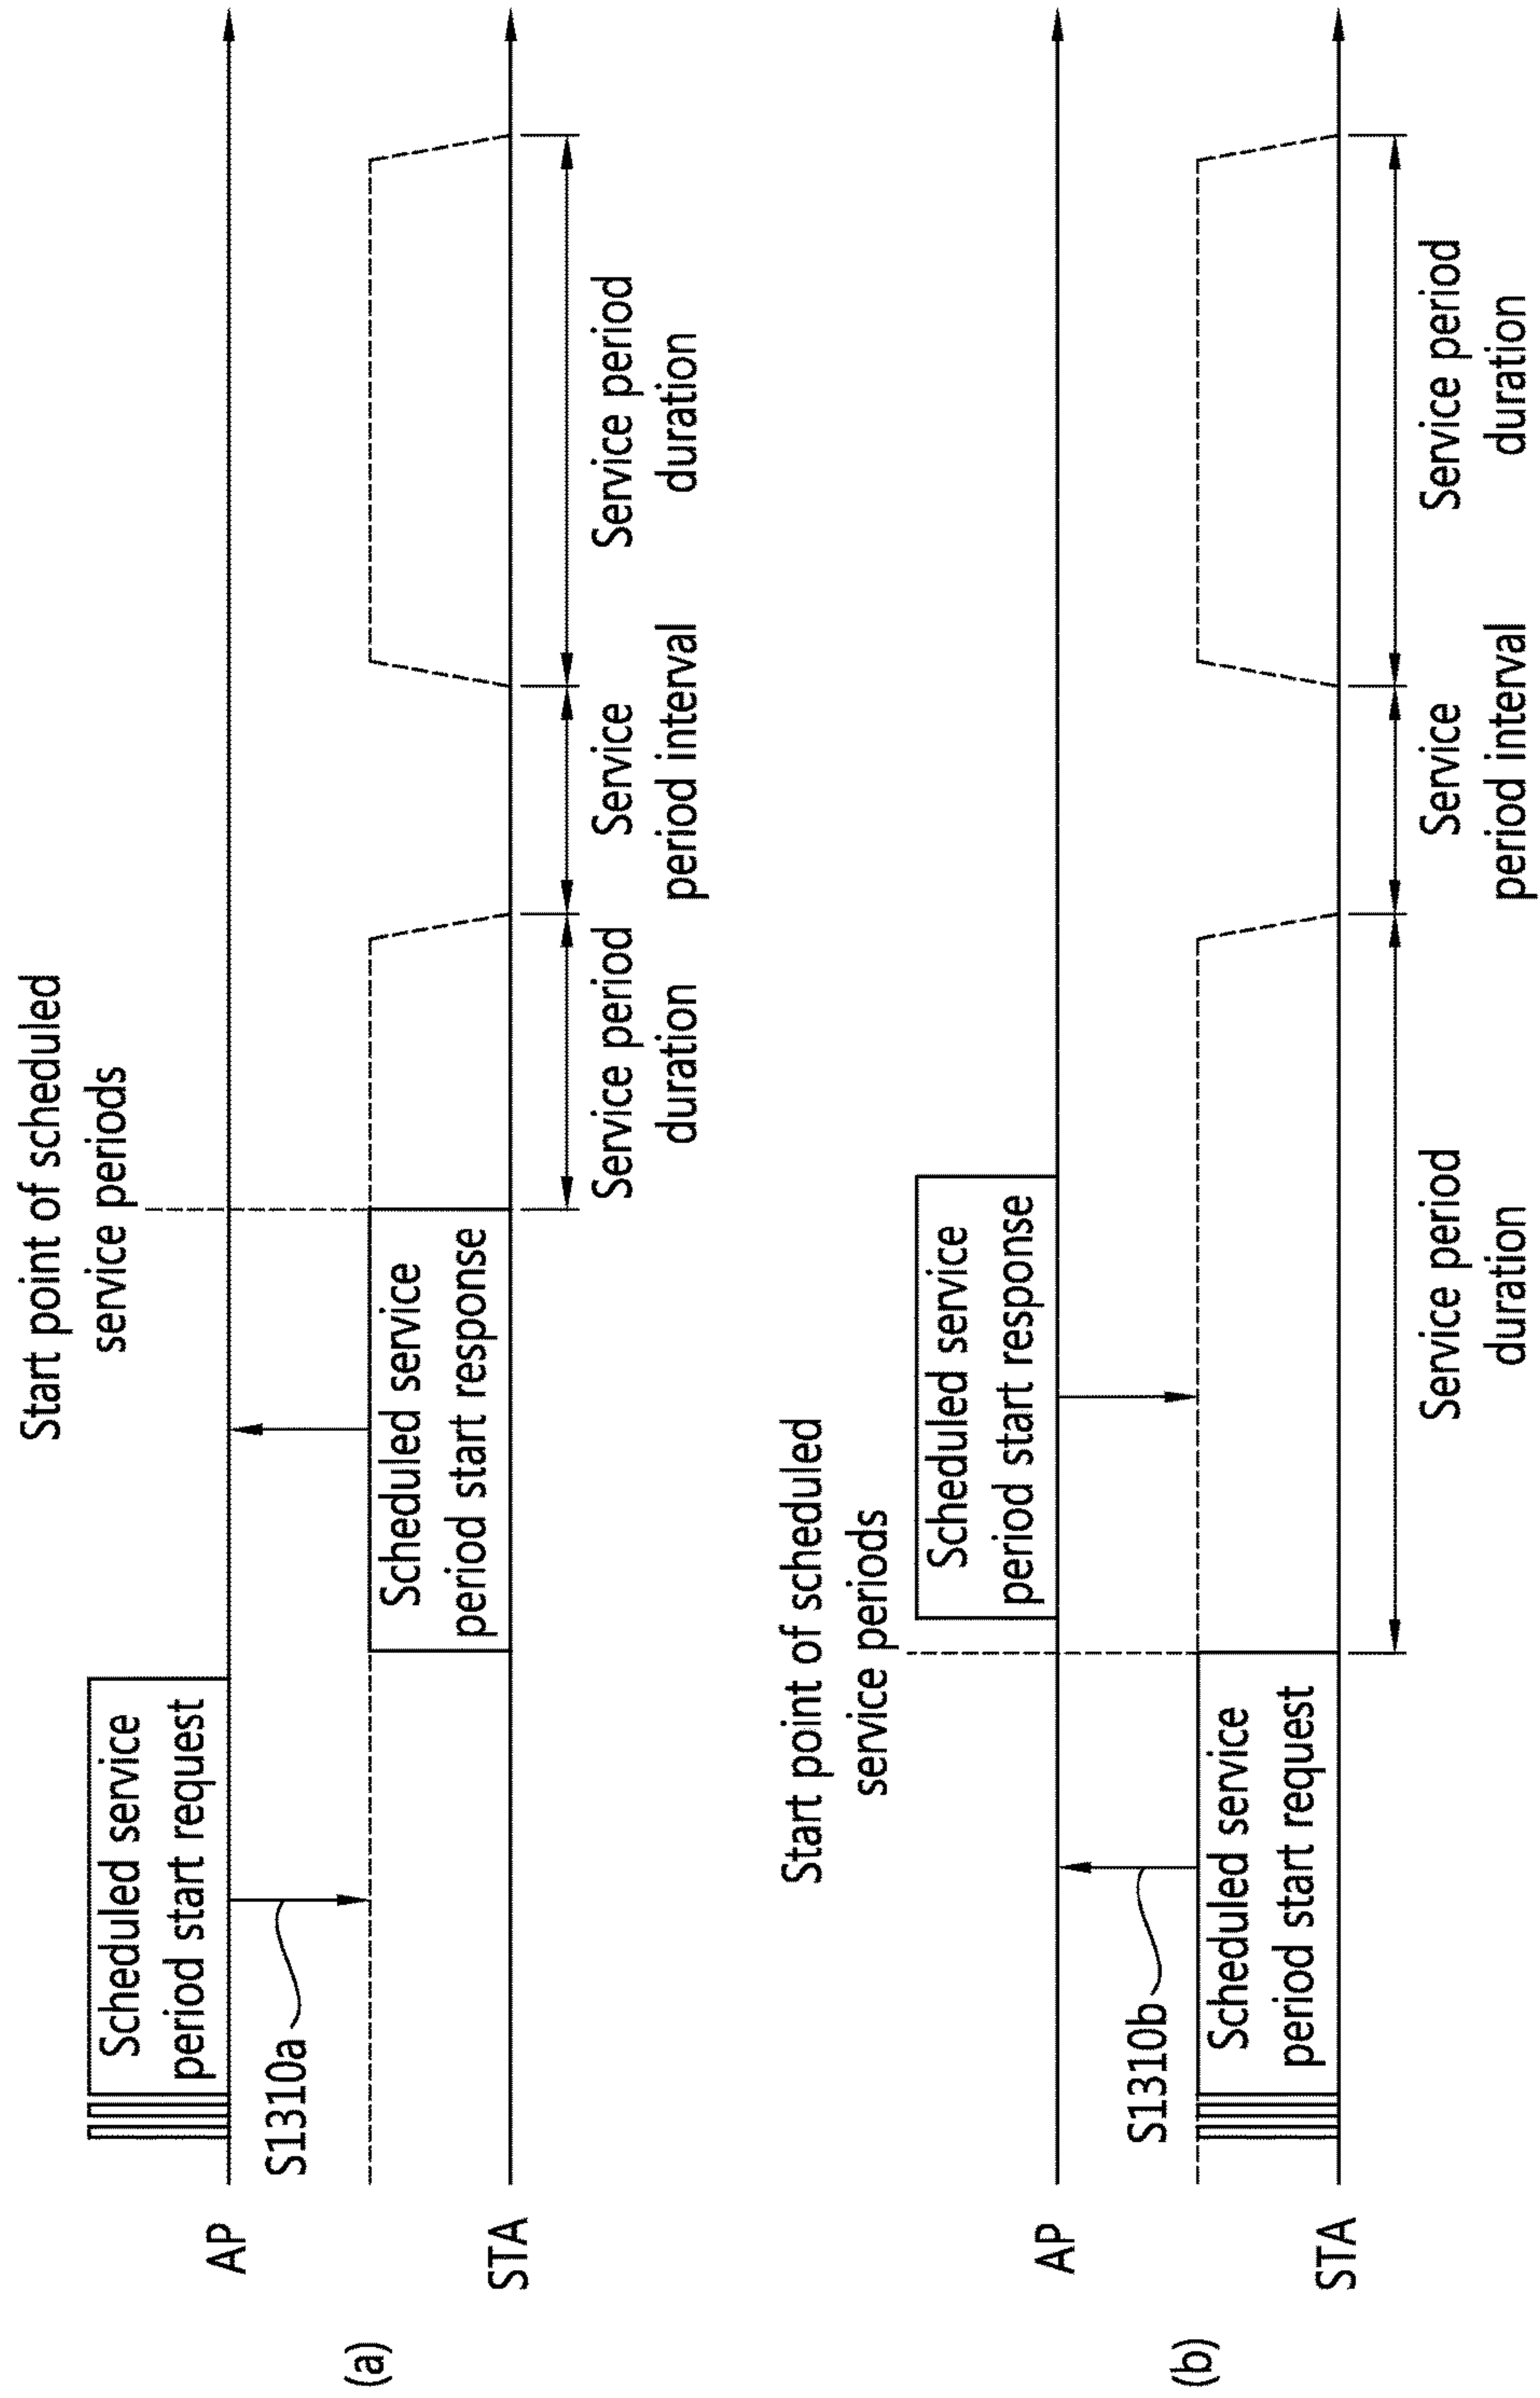 Start point of scheduled
service periods
Scheduled service
period start request
AP
S1310a
Scheduled service
period start response
STA
Service period
duration
Service
period interval
Service period
duration
(a)
Start point of scheduled
service periods
Scheduled service
period start response
AP
S1310b
Scheduled service
period start request
STA
Service period
duration
Service
period interval
Service period
duration
(b)